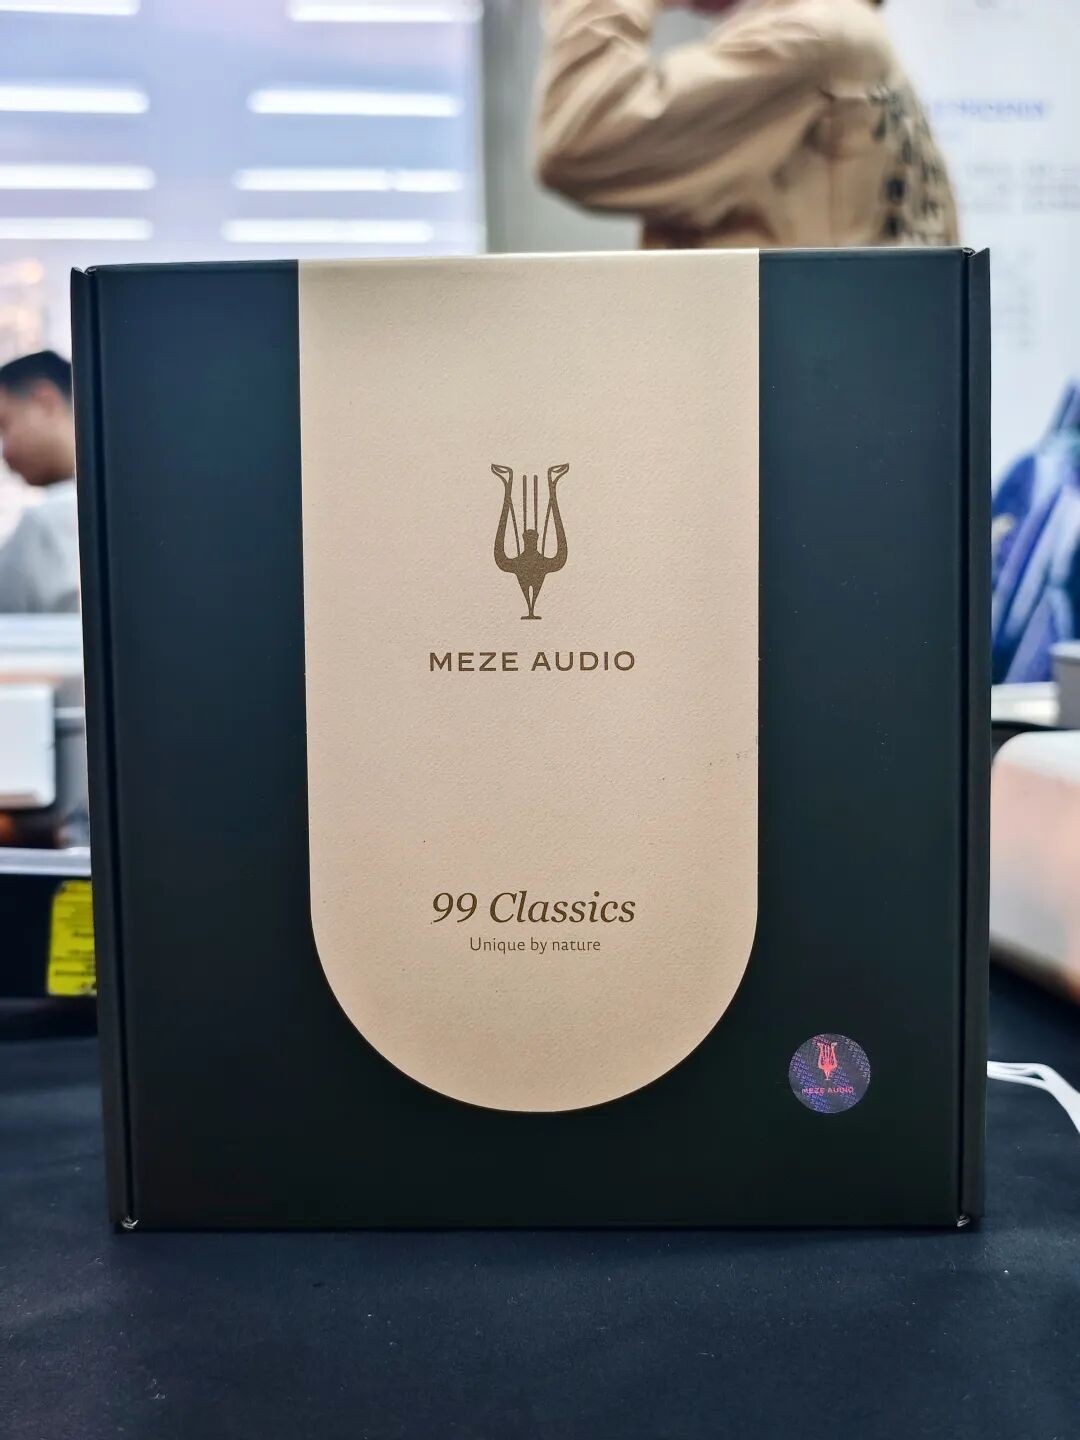 MEZE AUDIO
99 Classics
Unique by nature
MEZE AUDIO